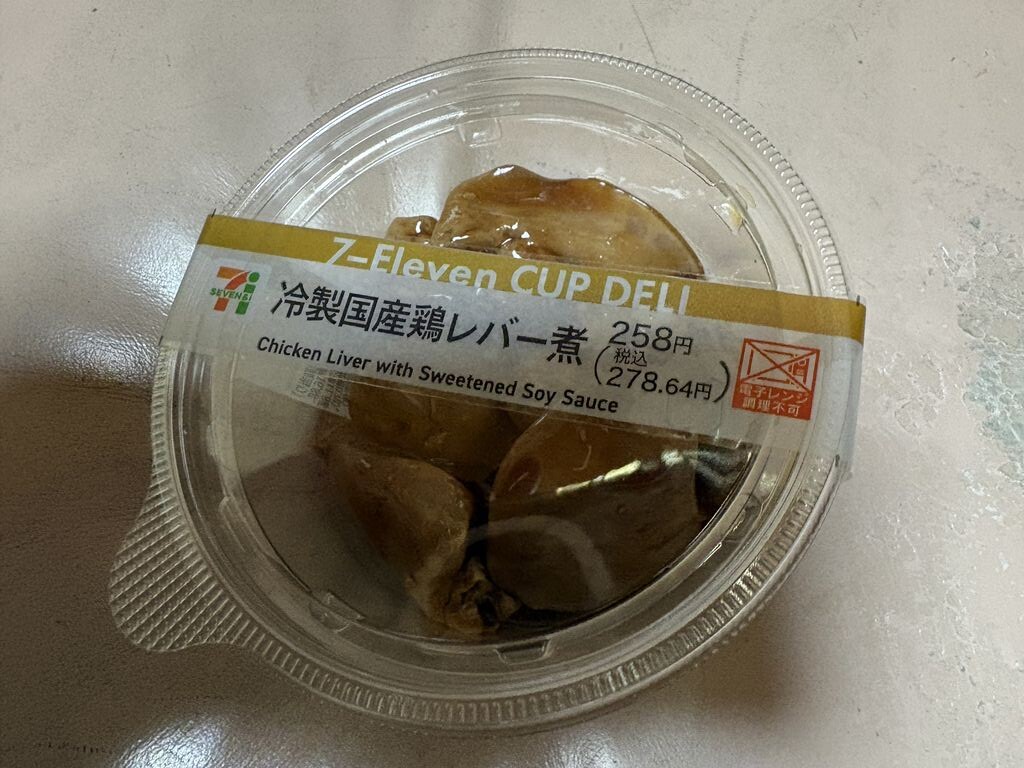 7-Eleven CUP DELI
SEVEN&i
冷製国産鶏レバー煮
258円
(税込
278.64円)
Chicken Liver with Sweetened Soy Sauce
電子レンジ
調理不可